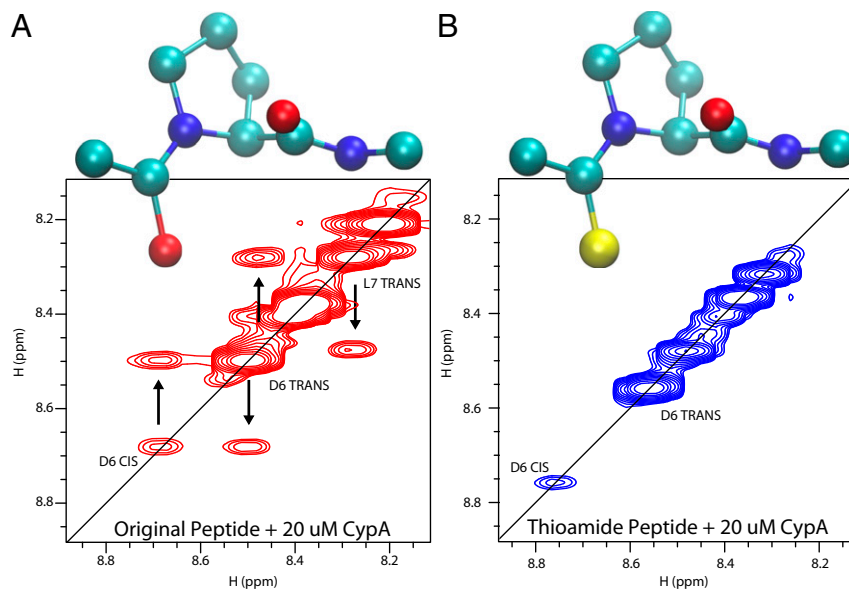 A
8.2
8.4
8.6
8.8
H (ppm)
L7 TRANS
D6 TRANS
D6 CIS
Original Peptide + 20 uM CypA
8.8
8.6
8.4
8.2
H (ppm)
B
8.2
8.4
8.6
8.8
H (ppm)
D6 TRANS
D6 CIS
Thioamide Peptide + 20 uM CypA
8.8
8.6
8.4
8.2
H (ppm)